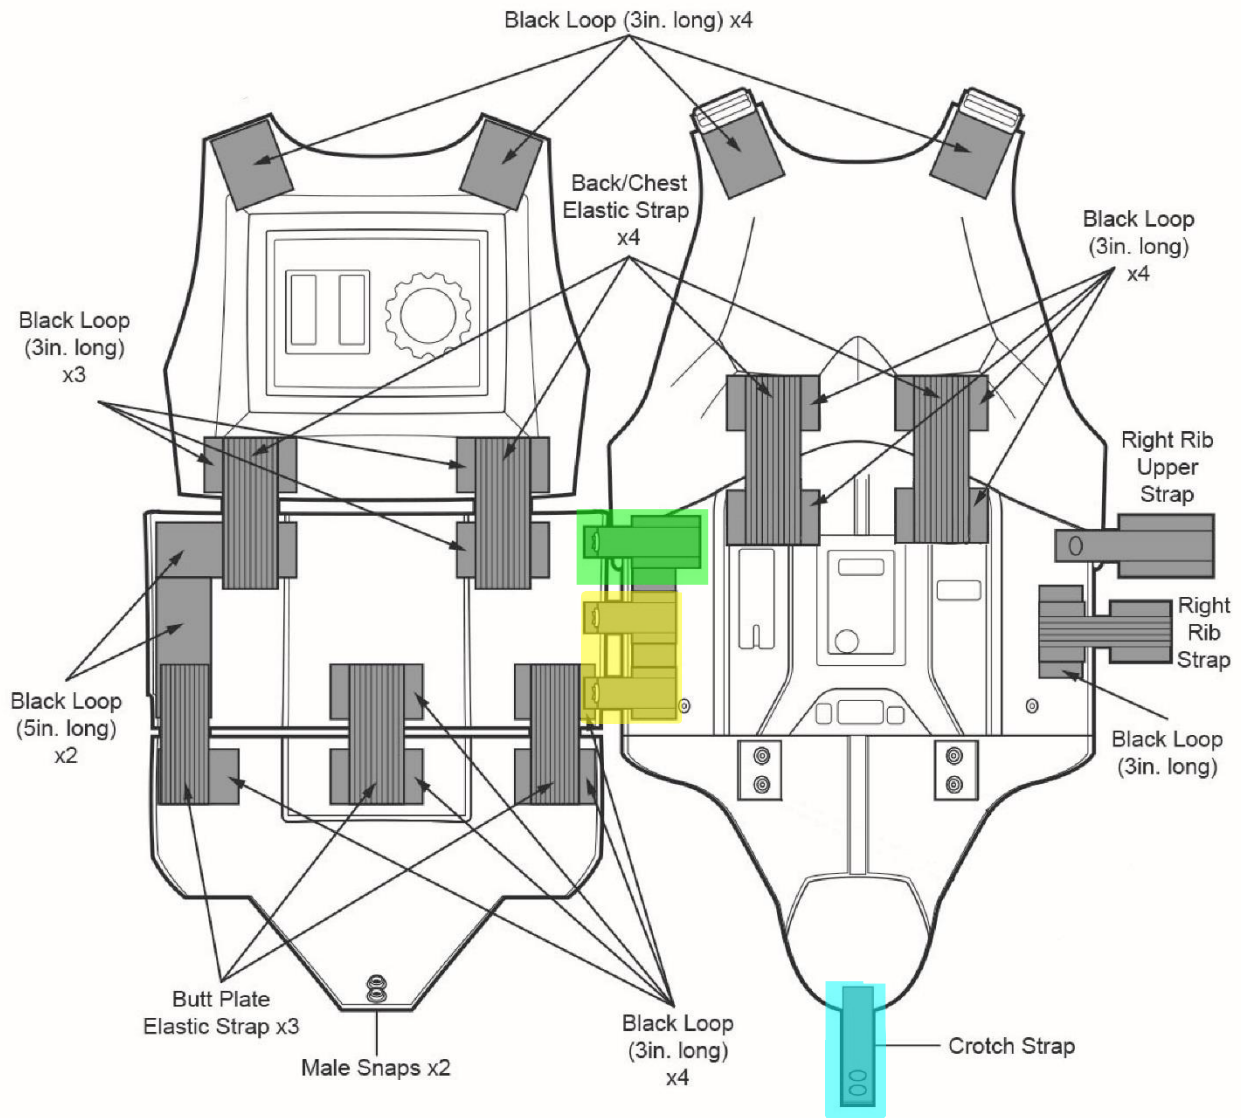 Black Loop (3in. long) x4
Back/Chest
Elastic Strap
x4
Black Loop
(3in. long)
x4
Black Loop
(3in. long)
x3
Right Rib
Upper
Strap
Right
Rib
Strap
Black Loop
(5in. long)
x2
Black Loop
(3in. long)
Butt Plate
Elastic Strap x3
Black Loop
(3in. long)
x4
Male Snaps x2
Crotch Strap